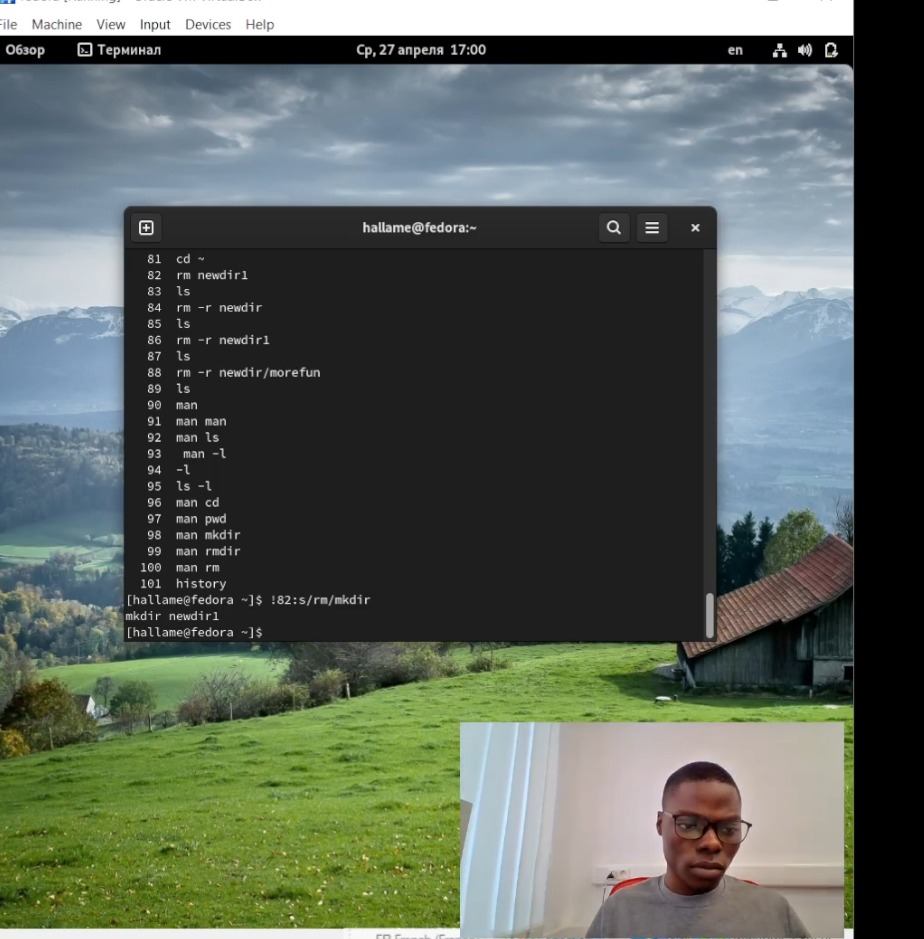 File Machine View Input Devices Help
Обзор Терминал Ср, 27 апреля 17:00 en
hallame@fedora:~
81 cd ~
82 rm newdir1
83 ls
84 rm -r newdir
85 ls
86 rm -r newdir1
87 ls
88 rm -r newdir/morefun
89 ls
90 man
91 man man
92 man ls
93 man -l
94 -l
95 ls -l
96 man cd
97 man pwd
98 man mkdir
99 man rmdir
100 man rm
101 history
[hallame@fedora ~]$ !82:s/rm/mkdir
mkdir newdir1
[hallame@fedora ~]$